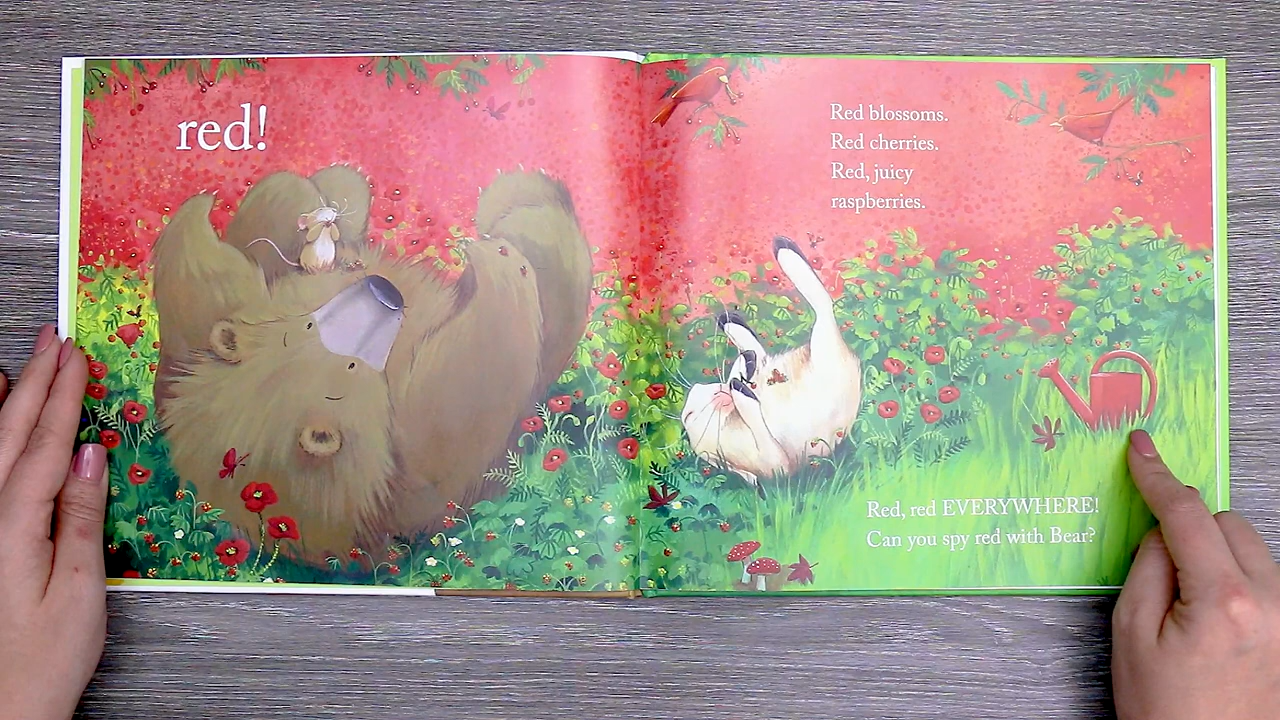 red!
Red blossoms.
Red cherries.
Red, juicy
raspberries.
Red, red EVERYWHERE!
Can you spy red with Bear?